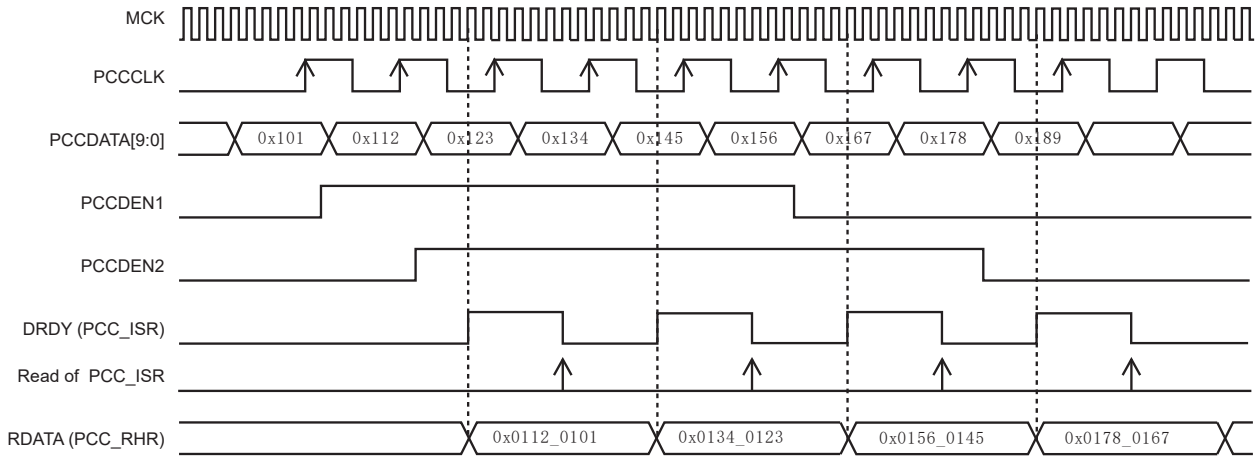 MCK
PCCCLK
PCCDATA[9:0] 0x101 0x112 0x123 0x134 0x145 0x156 0x167 0x178 0x189
PCCDEN1
PCCDEN2
DRDY (PCC_ISR)
Read of PCC_ISR
RDATA (PCC_RHR) 0x0112_0101 0x0134_0123 0x0156_0145 0x0178_0167